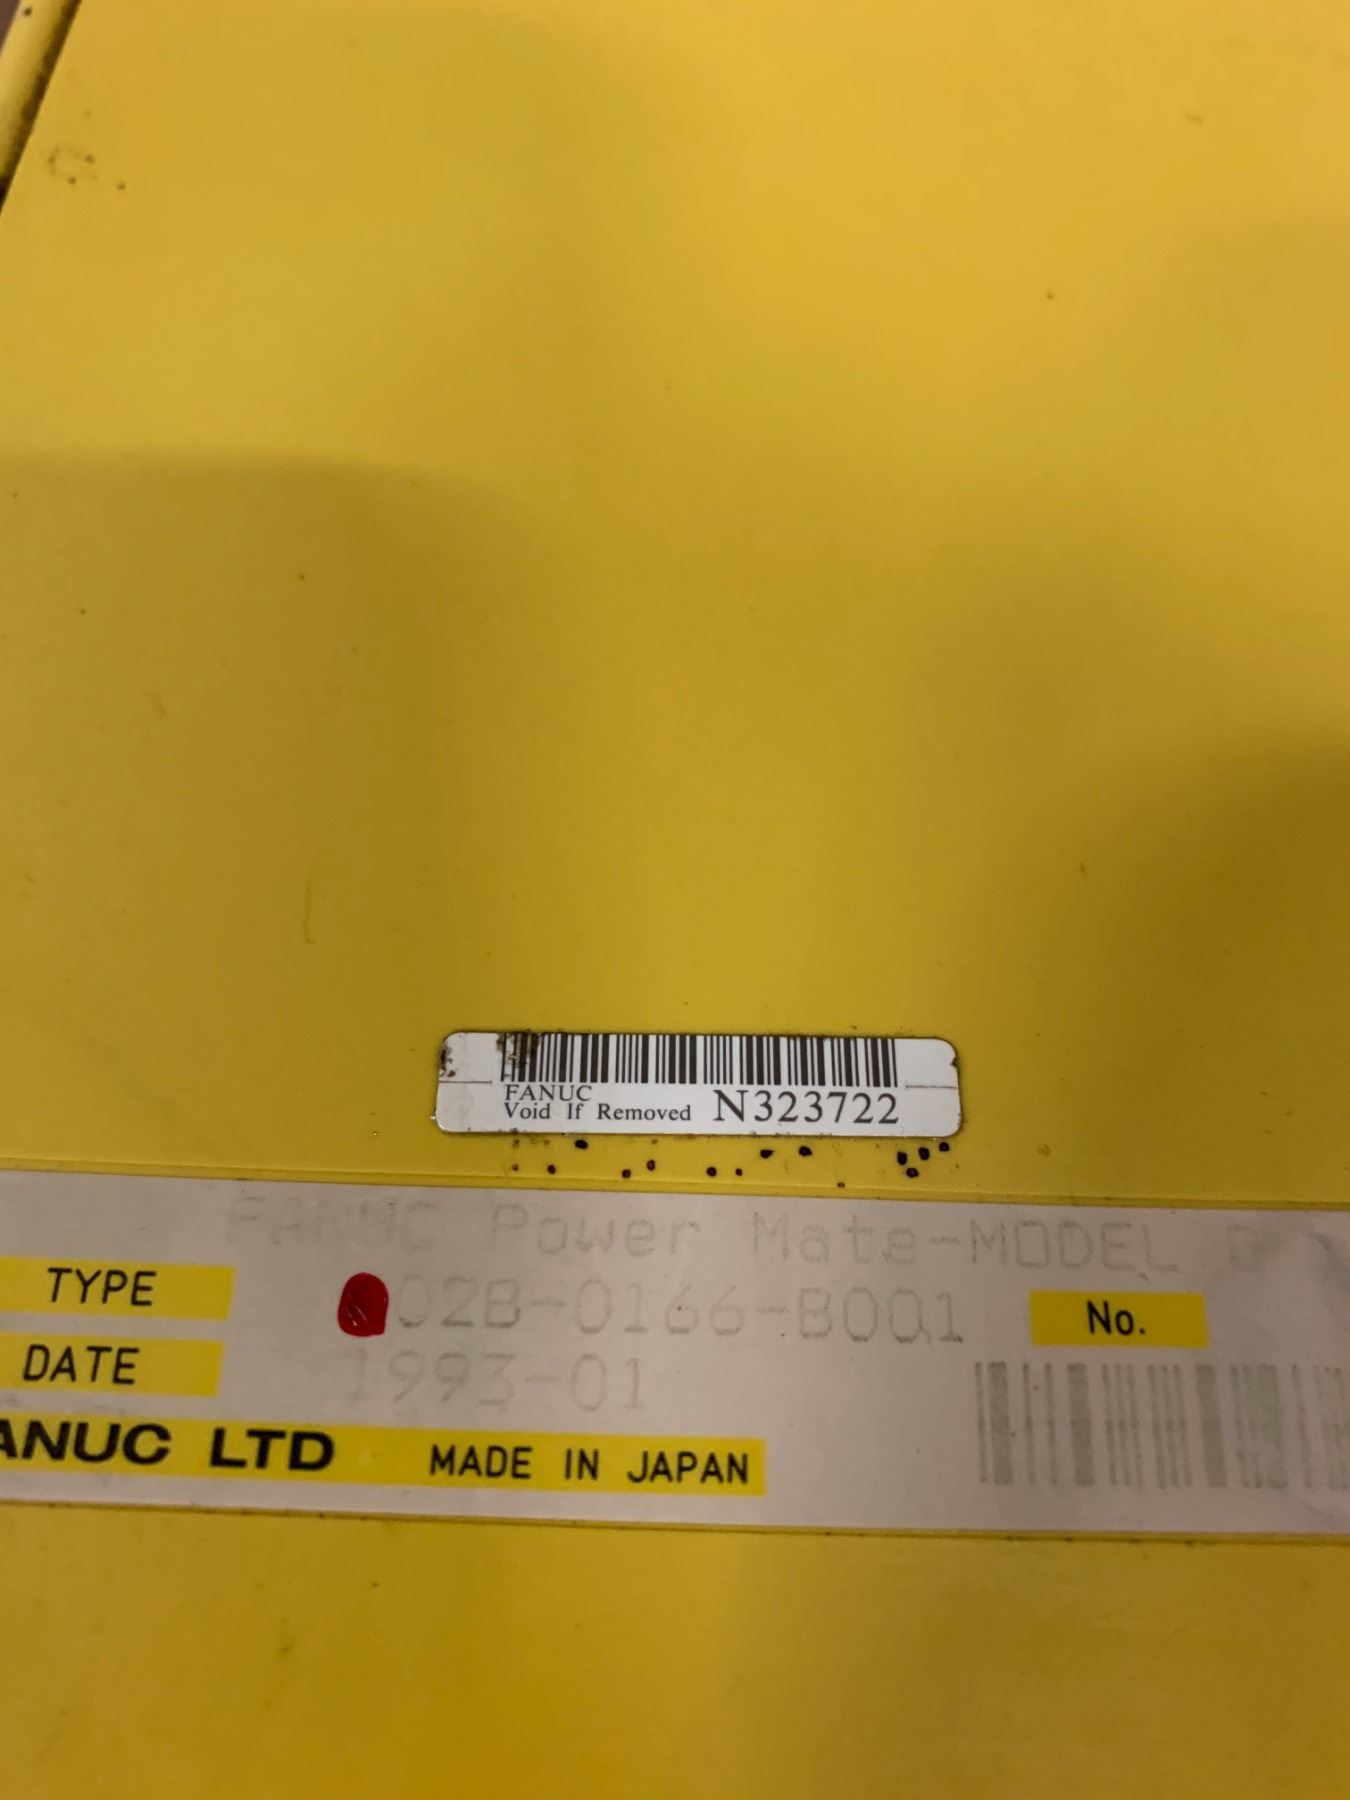 FANUC
Void If Removed N323722
FANUC Power Mate-MODEL
TYPE 02B-0166-B001 No.
DATE 1993-01
ANUC LTD MADE IN JAPAN